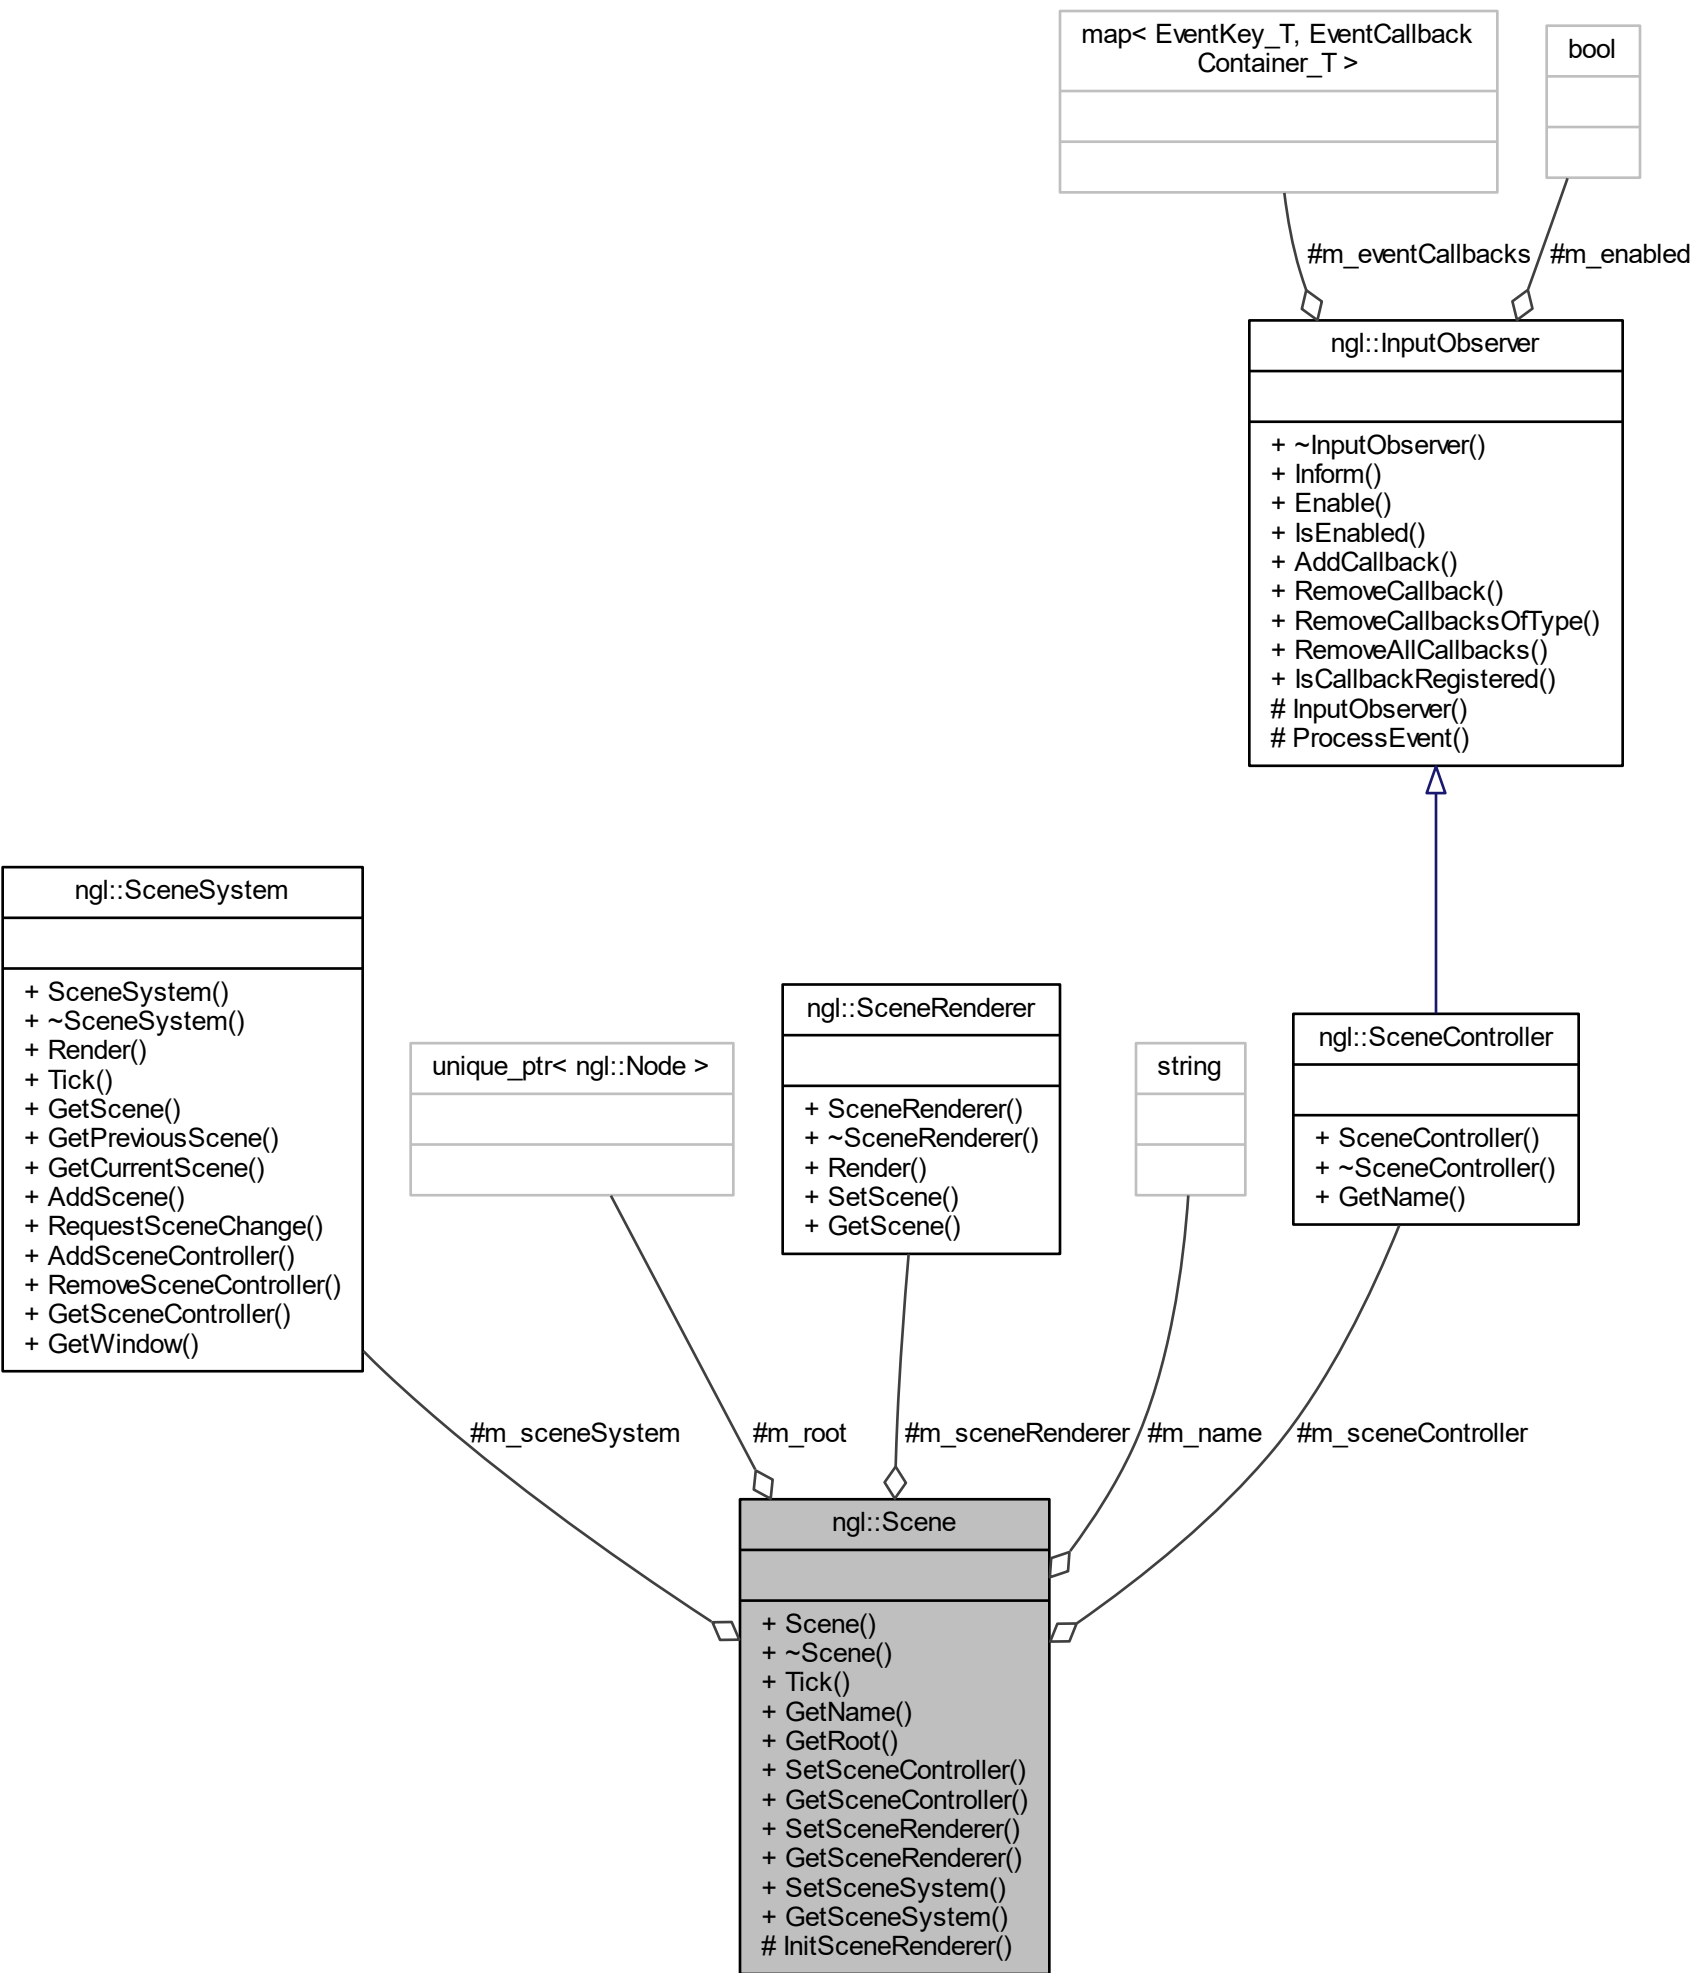 map< EventKey_T, EventCallback
Container_T >
bool
#m_eventCallbacks
#m_enabled
ngl::InputObserver
+ ~InputObserver()
+ Inform()
+ Enable()
+ IsEnabled()
+ AddCallback()
+ RemoveCallback()
+ RemoveCallbacksOfType()
+ RemoveAllCallbacks()
+ IsCallbackRegistered()
# InputObserver()
# ProcessEvent()
ngl::SceneSystem
+ SceneSystem()
+ ~SceneSystem()
+ Render()
+ Tick()
+ GetScene()
+ GetPreviousScene()
+ GetCurrentScene()
+ AddScene()
+ RequestSceneChange()
+ AddSceneController()
+ RemoveSceneController()
+ GetSceneController()
+ GetWindow()
unique_ptr< ngl::Node >
ngl::SceneRenderer
+ SceneRenderer()
+ ~SceneRenderer()
+ Render()
+ SetScene()
+ GetScene()
string
ngl::SceneController
+ SceneController()
+ ~SceneController()
+ GetName()
#m_sceneSystem
#m_root
#m_sceneRenderer
#m_name
#m_sceneController
ngl::Scene
+ Scene()
+ ~Scene()
+ Tick()
+ GetName()
+ GetRoot()
+ SetSceneController()
+ GetSceneController()
+ SetSceneRenderer()
+ GetSceneRenderer()
+ SetSceneSystem()
+ GetSceneSystem()
# InitSceneRenderer()